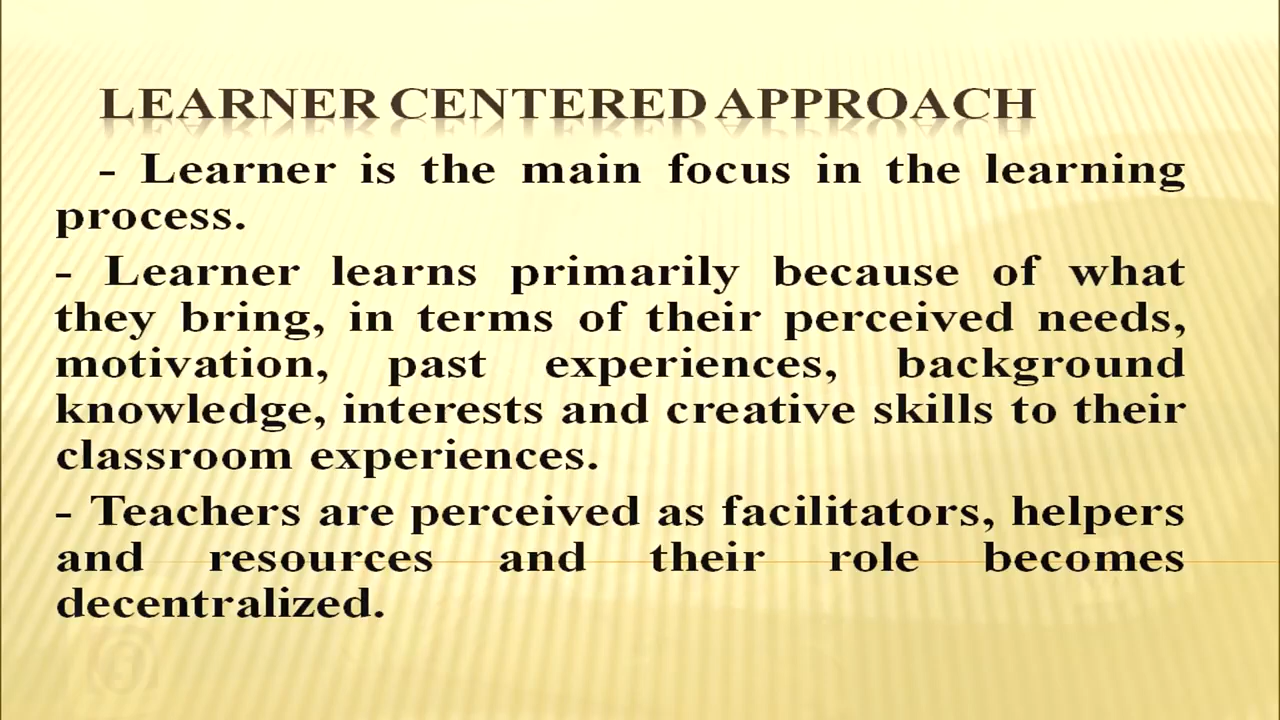 LEARNER CENTERED APPROACH
- Learner is the main focus in the learning
process.
- Learner learns primarily because of what
they bring, in terms of their perceived needs,
motivation, past experiences, background
knowledge, interests and creative skills to their
classroom experiences.
- Teachers are perceived as facilitators, helpers
and resources and their role becomes
decentralized.